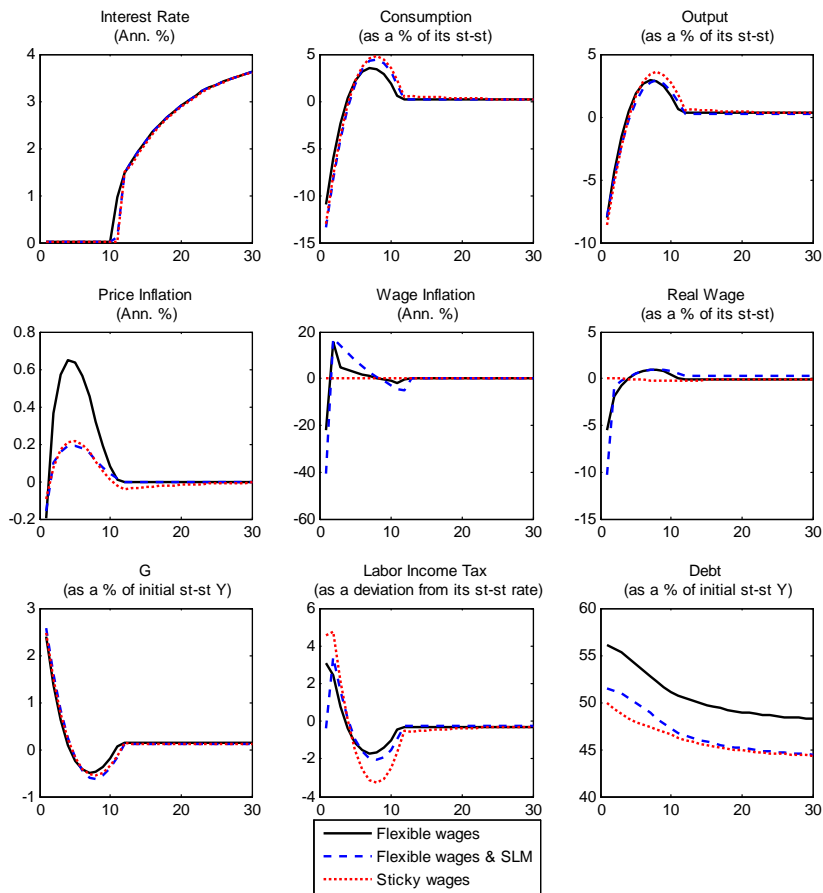 Interest Rate
(Ann. %)
4
3
2
1
0
0 10 20 30
Consumption
(as a % of its st-st)
5
0
-5
-10
-15
0 10 20 30
Output
(as a % of its st-st)
5
0
-5
-10
0 10 20 30
Price Inflation
(Ann. %)
0.8
0.6
0.4
0.2
0
-0.2
0 10 20 30
Wage Inflation
(Ann. %)
20
0
-20
-40
-60
0 10 20 30
Real Wage
(as a % of its st-st)
5
0
-5
-10
-15
0 10 20 30
G
(as a % of initial st-st Y)
3
2
1
0
-1
0 10 20 30
Labor Income Tax
(as a deviation from its st-st rate)
6
4
2
0
-2
-4
0 10 20 30
Debt
(as a % of initial st-st Y)
60
55
50
45
40
0 10 20 30
Flexible wages
Flexible wages & SLM
Sticky wages